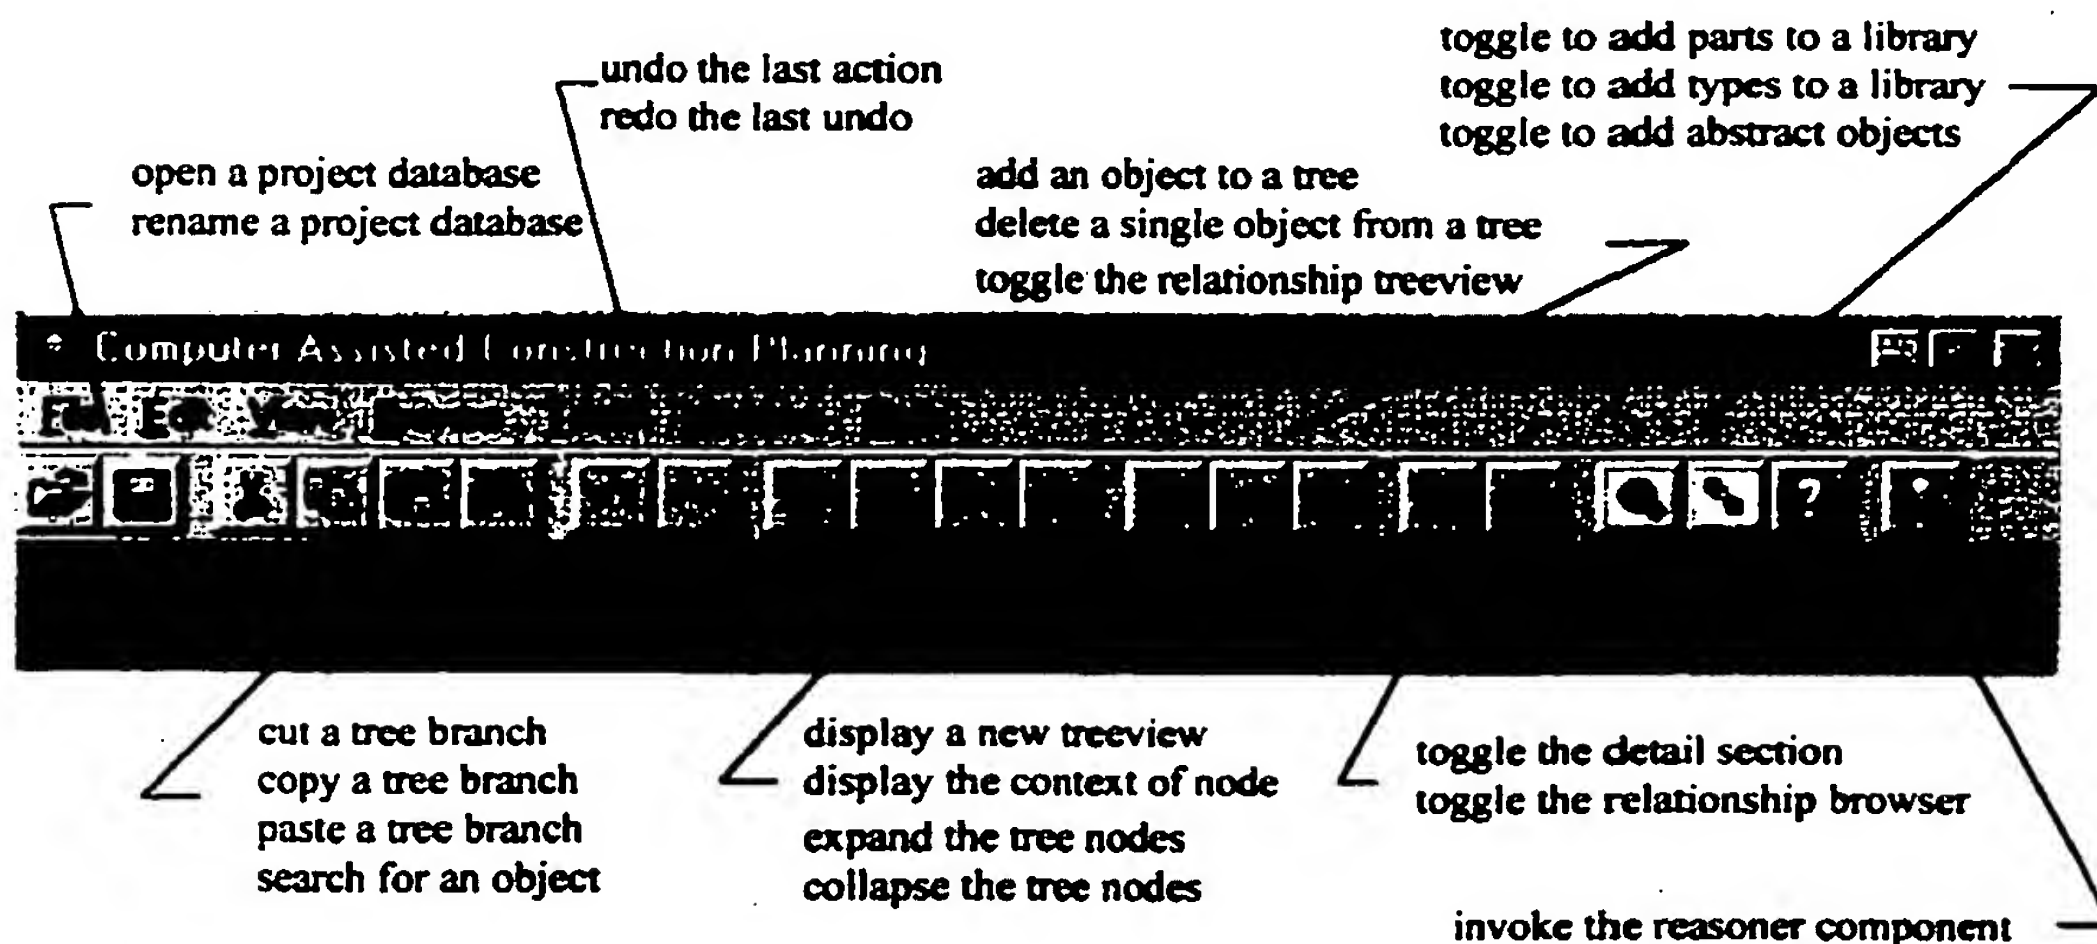 toggle to add parts to a library
toggle to add types to a library
toggle to add abstract objects
undo the last action
redo the last undo
open a project database
rename a project database
add an object to a tree
delete a single object from a tree
toggle the relationship treeview
Computer Assisted Construction Planning
Edit View
?
cut a tree branch
copy a tree branch
paste a tree branch
search for an object
display a new treeview
display the context of node
expand the tree nodes
collapse the tree nodes
toggle the detail section
toggle the relationship browser
invoke the reasoner component